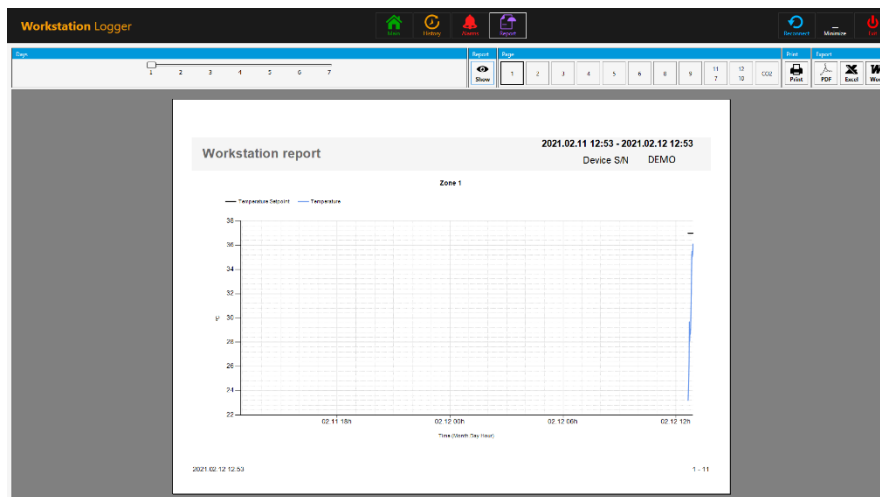 Workstation Logger
Main
History
Alarms
Report
Reconnect
Minimize
Exit
Days
Report
Page
Print
Export
1 2 3 4 5 6 7
Show
1 2 3 4 5 6 8 9 11 7 12 10 CO2
Print
PDF
Excel
Workstation report
2021.02.11 12:53 - 2021.02.12 12:53
Device S/N DEMO
Zone 1
Temperature Setpoint Temperature
38
36
34
32
30
28
26
24
22
°C
02.11 18h 02.12 00h 02.12 06h 02.12 12h
Time (Month Day Hour)
2021.02.12 12:53
1 - 11